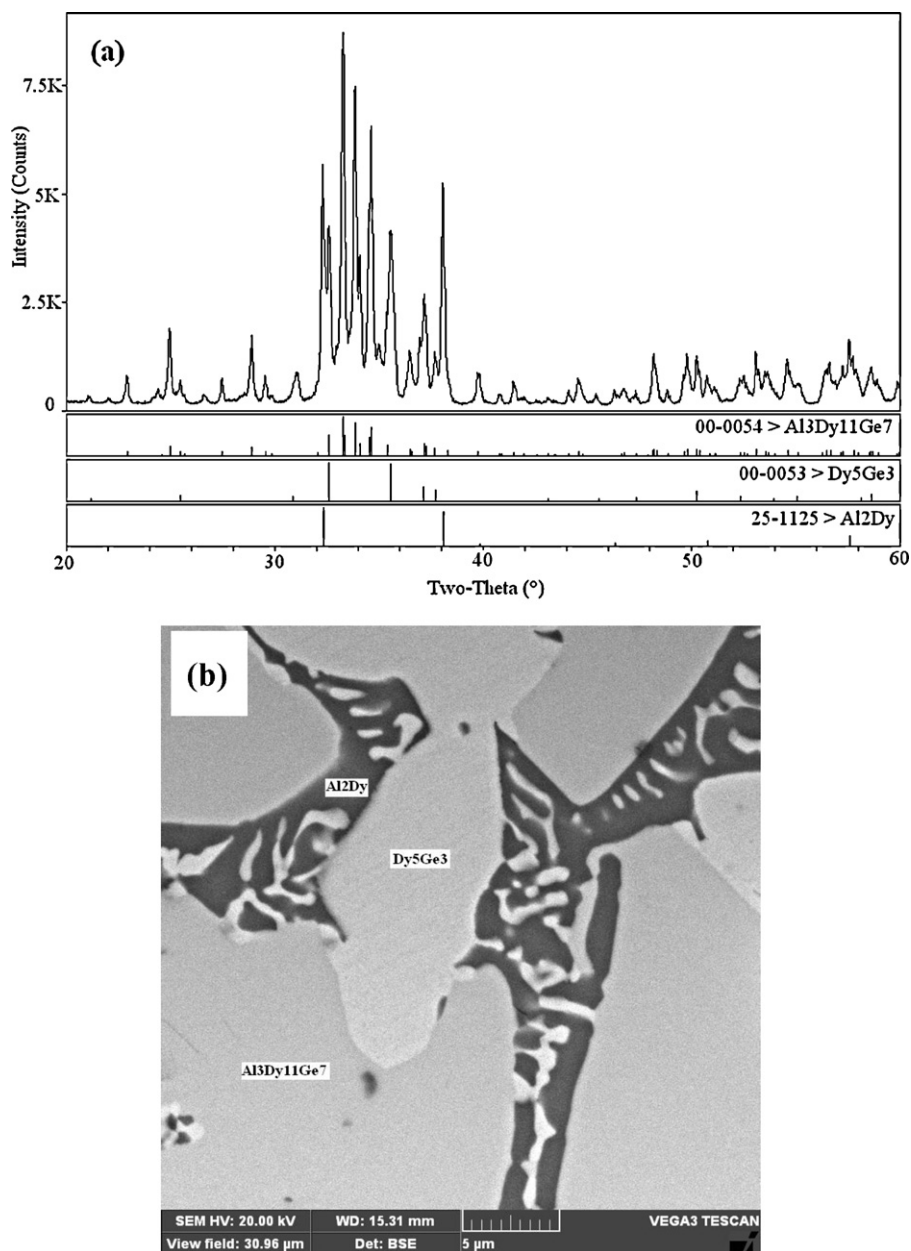 (a)
7.5K
5K
2.5K
0
Intensity (Counts)
00-0054 > Al3Dy11Ge7
00-0053 > Dy5Ge3
25-1125 > Al2Dy
20 30 40 50 60
Two-Theta (°)
(b)
Al2Dy
Dy5Ge3
Al3Dy11Ge7
SEM HV: 20.00 kV WD: 15.31 mm VEGA3 TESCAN
View field: 30.96 µm Det: BSE 5 µm